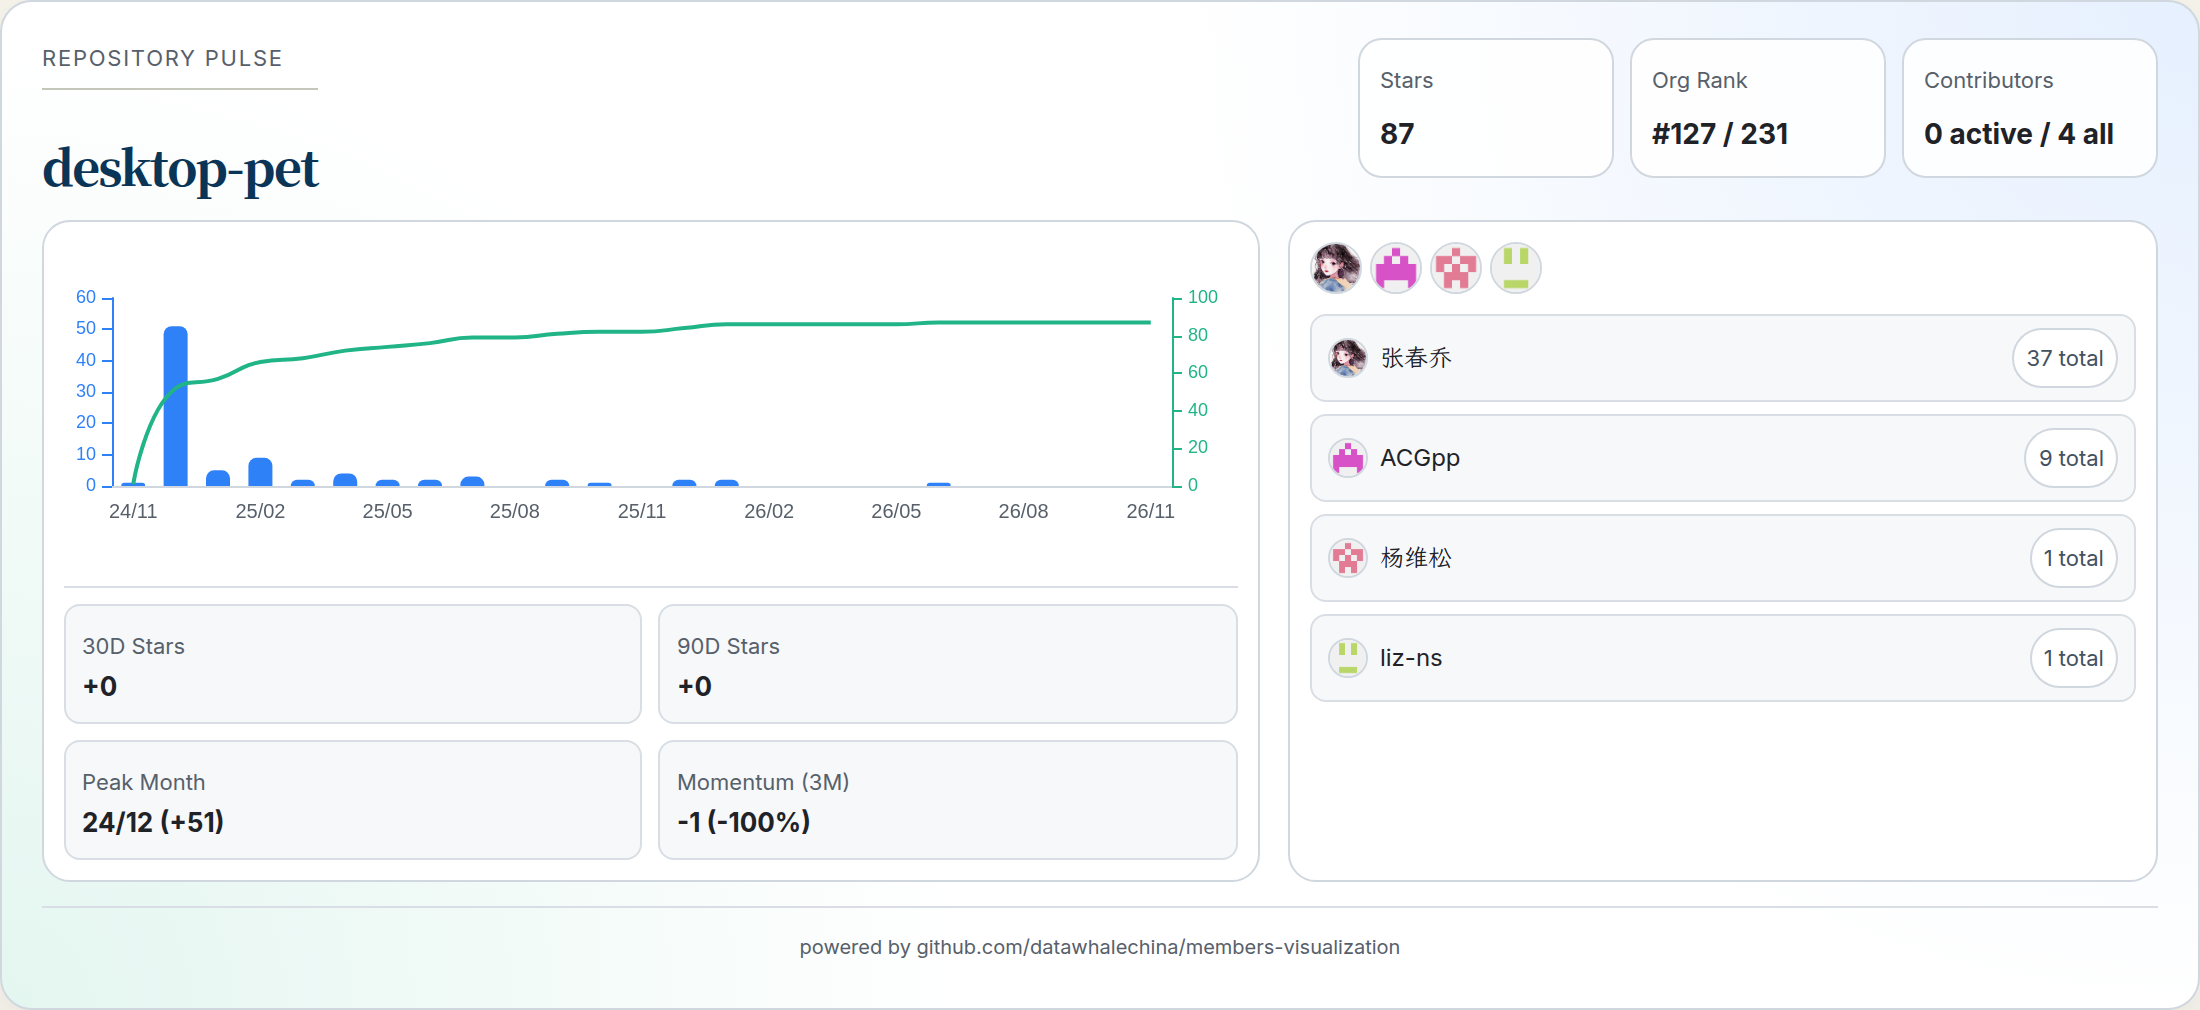 REPOSITORY PULSE
desktop-pet
Stars
87
Org Rank
#127 / 231
Contributors
0 active / 4 all
60
50
40
30
20
10
0
100
80
60
40
20
0
24/11
25/02
25/05
25/08
25/11
26/02
26/05
26/08
26/11
30D Stars
+0
90D Stars
+0
Peak Month
24/12 (+51)
Momentum (3M)
-1 (-100%)
张春乔
37 total
ACGpp
9 total
杨维松
1 total
liz-ns
1 total
powered by github.com/datawhalechina/members-visualization